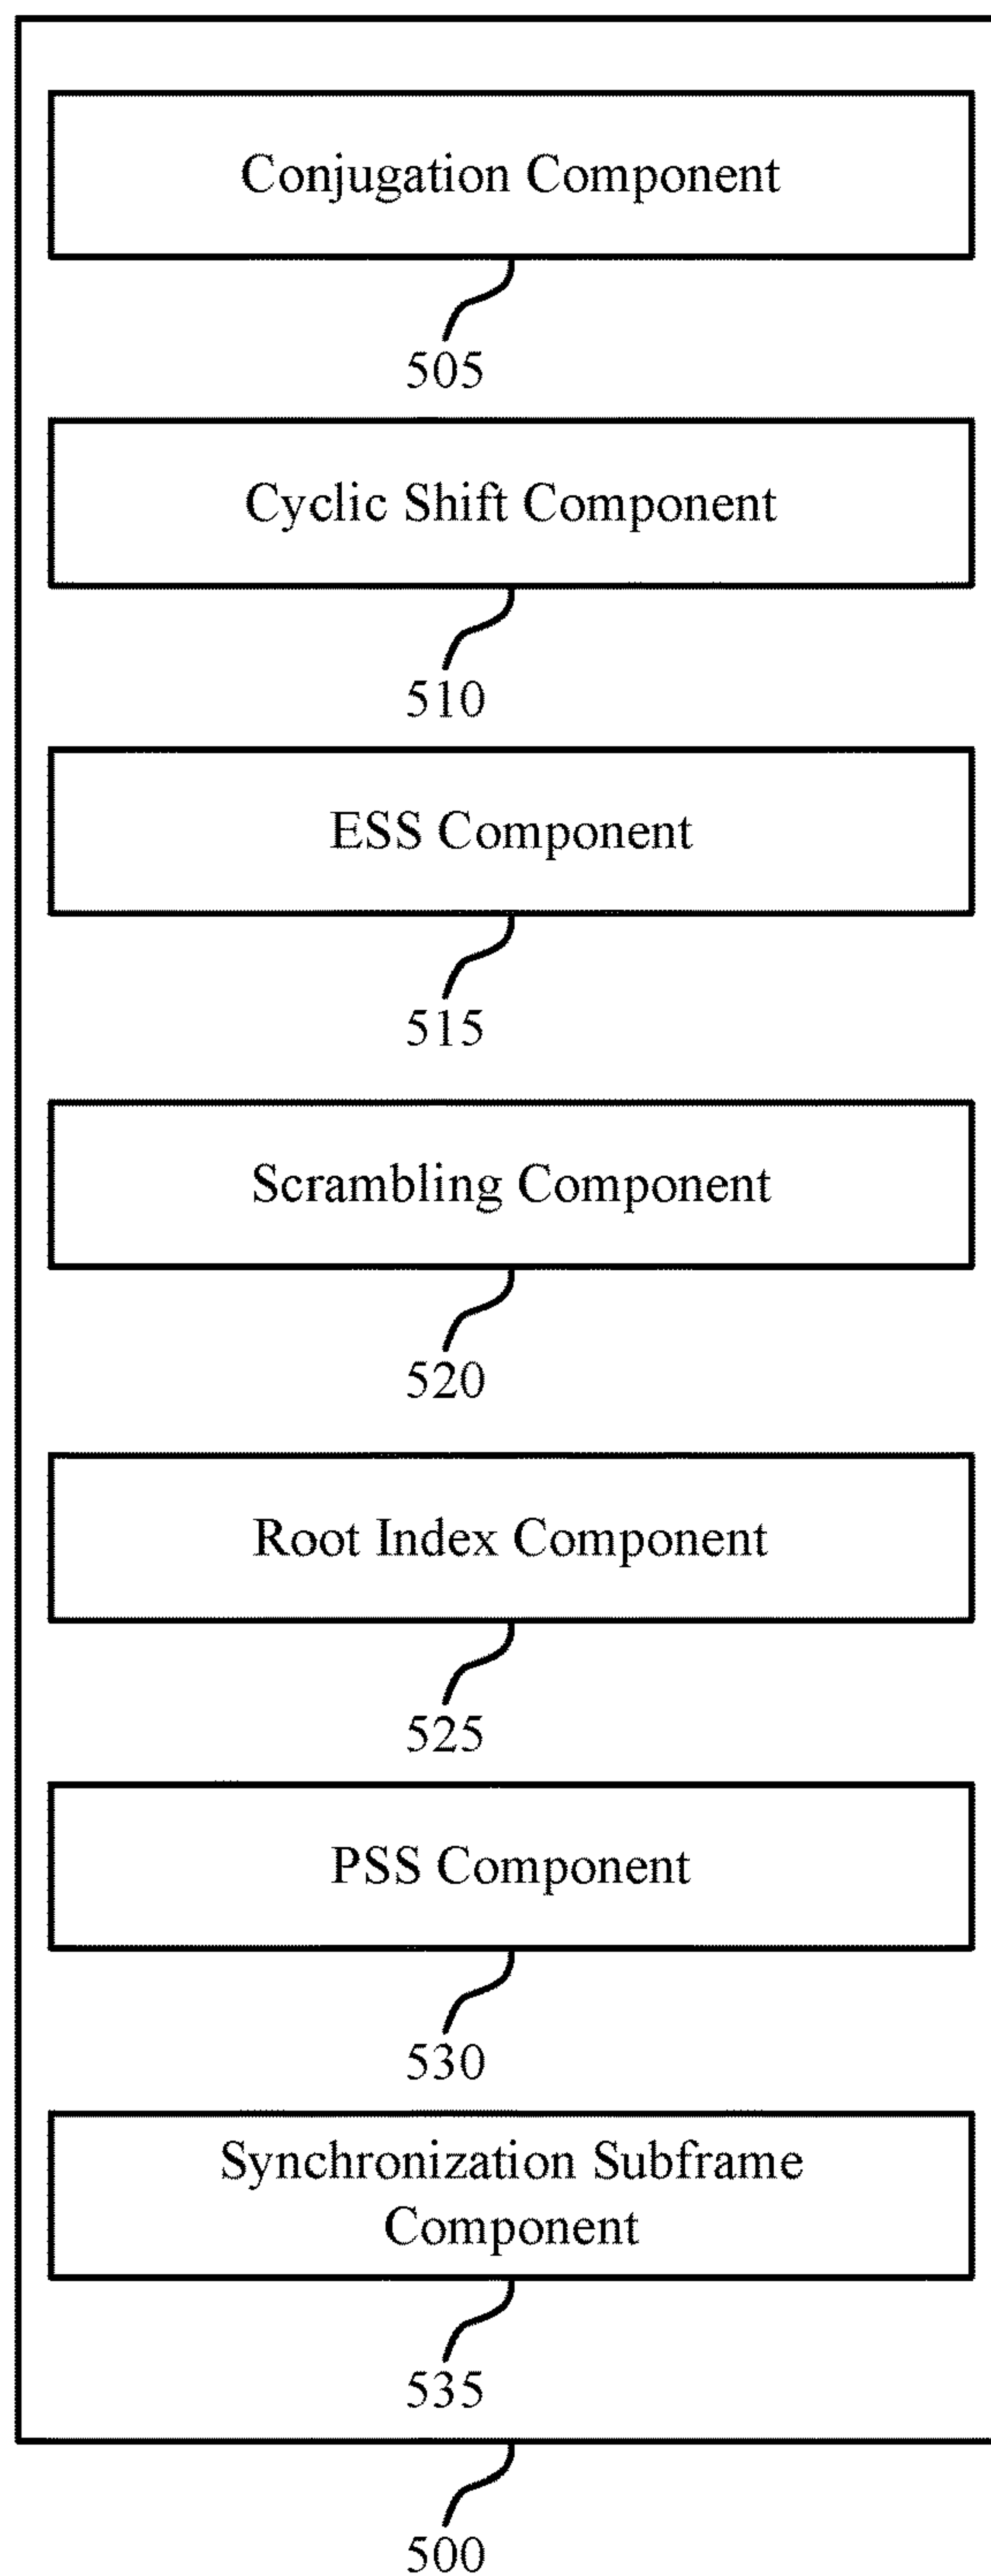 Conjugation Component
505
Cyclic Shift Component
510
ESS Component
515
Scrambling Component
520
Root Index Component
525
PSS Component
530
Synchronization Subframe
Component
535
500